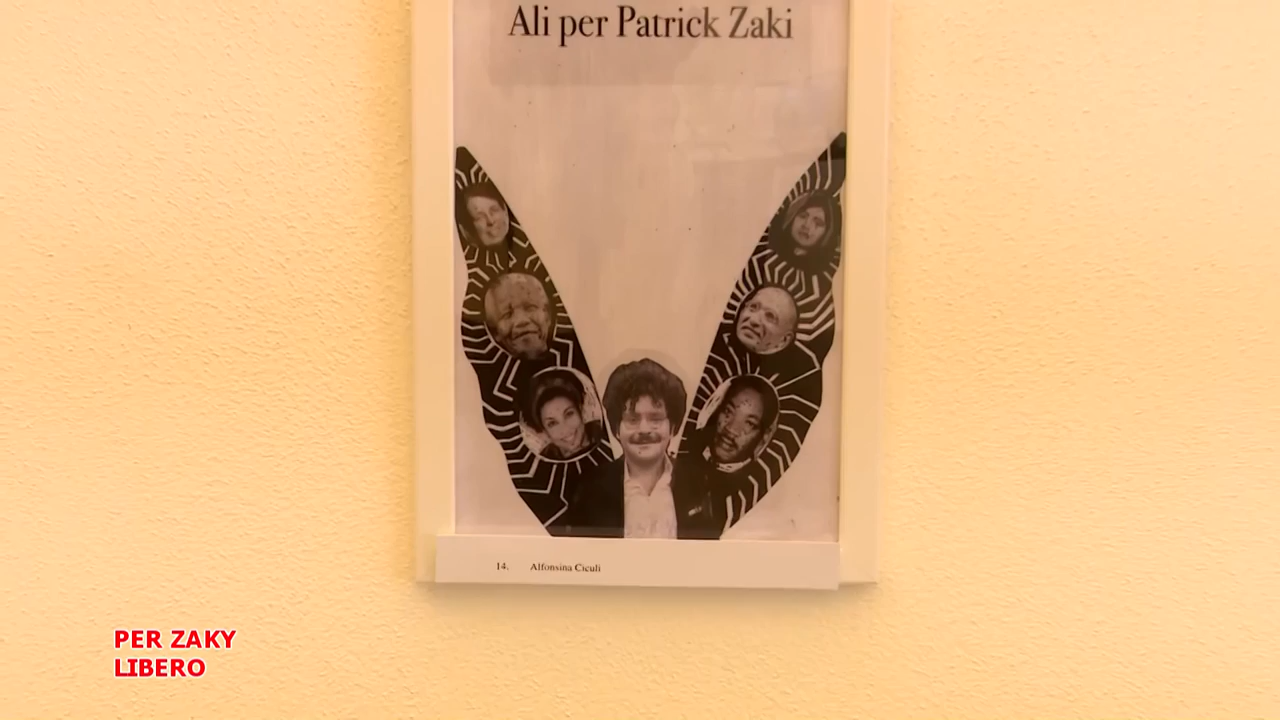 Ali per Patrick Zaki
14. Alfonsina Ciculi
PER ZAKY
LIBERO